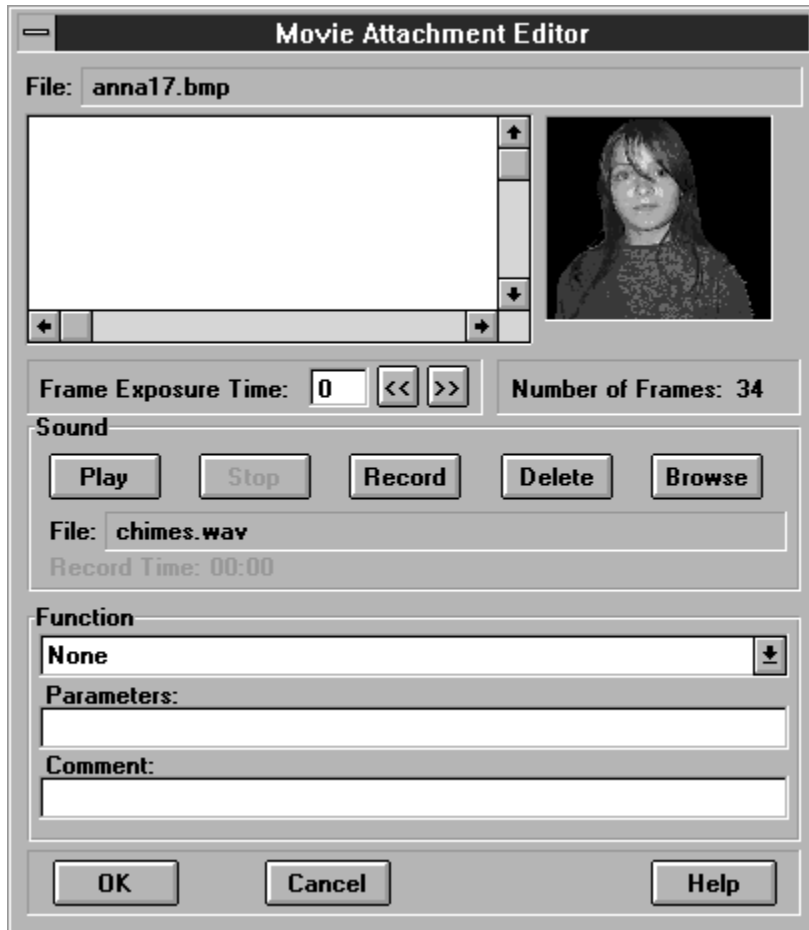 Movie Attachment Editor
File: anna17.bmp
Frame Exposure Time: 0 << >> Number of Frames: 34
Sound
Play Stop Record Delete Browse
File: chimes.wav
Record Time: 00:00
Function
None
Parameters:
Comment:
OK Cancel Help